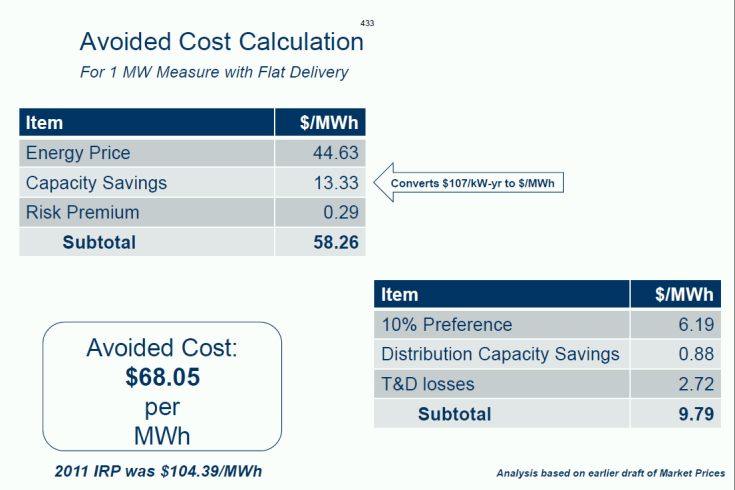 433
Avoided Cost Calculation
For 1 MW Measure with Flat Delivery
Item $/MWh
Energy Price 44.63
Capacity Savings 13.33
Risk Premium 0.29
Subtotal 58.26
Converts $107/kW-yr to $/MWh
Item $/MWh
10% Preference 6.19
Distribution Capacity Savings 0.88
T&D losses 2.72
Subtotal 9.79
Avoided Cost:
$68.05
per
MWh
2011 IRP was $104.39/MWh
Analysis based on earlier draft of Market Prices